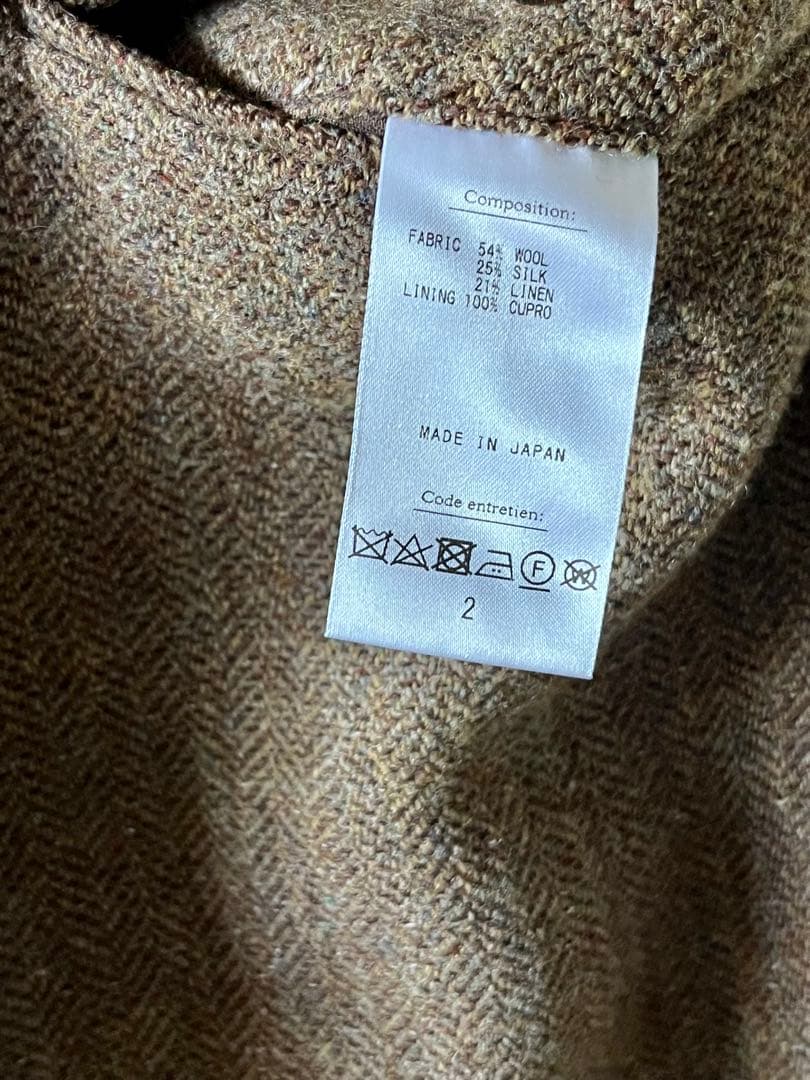 Composition:
FABRIC 54% WOOL
25% SILK
21% LINEN
LINING 100% CUPRO
MADE IN JAPAN
Code entretien:
F W
2